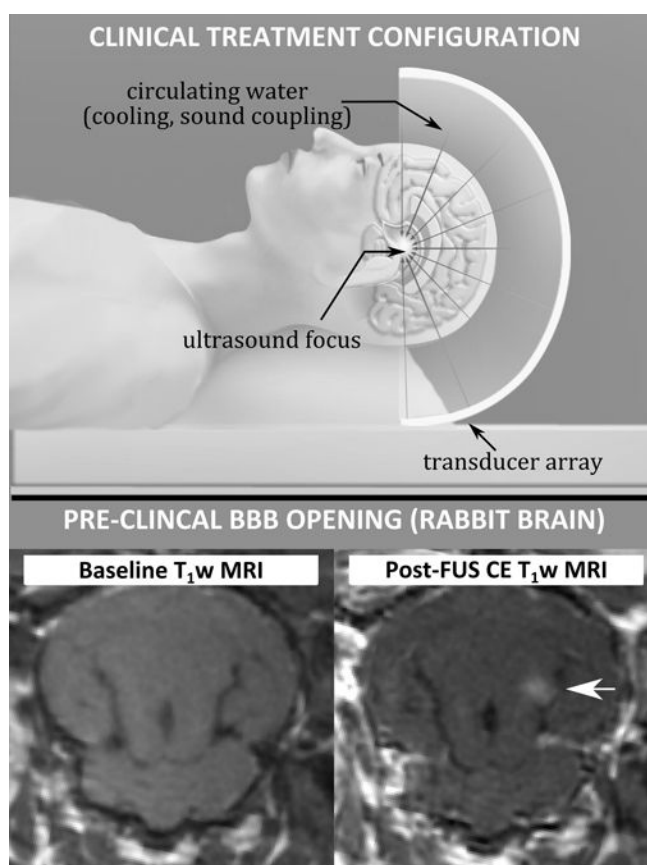 CLINICAL TREATMENT CONFIGURATION
circulating water
(cooling, sound coupling)
ultrasound focus
transducer array
PRE-CLINCAL BBB OPENING (RABBIT BRAIN)
Baseline T₁w MRI
Post-FUS CE T₁w MRI